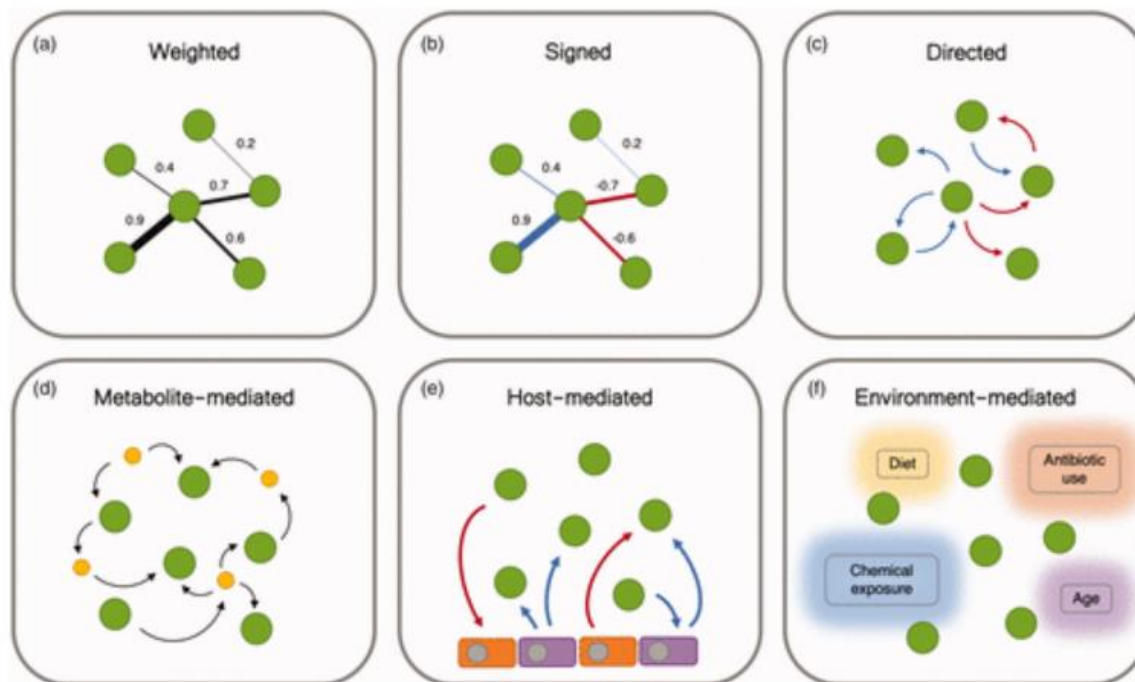 (a)
Weighted
0.2
0.4
0.7
0.9
0.6
(b)
Signed
0.2
0.4
-0.7
0.9
-0.6
(c)
Directed
(d)
Metabolite-mediated
(e)
Host-mediated
(f)
Environment-mediated
Diet
Antibiotic
use
Chemical
exposure
Age